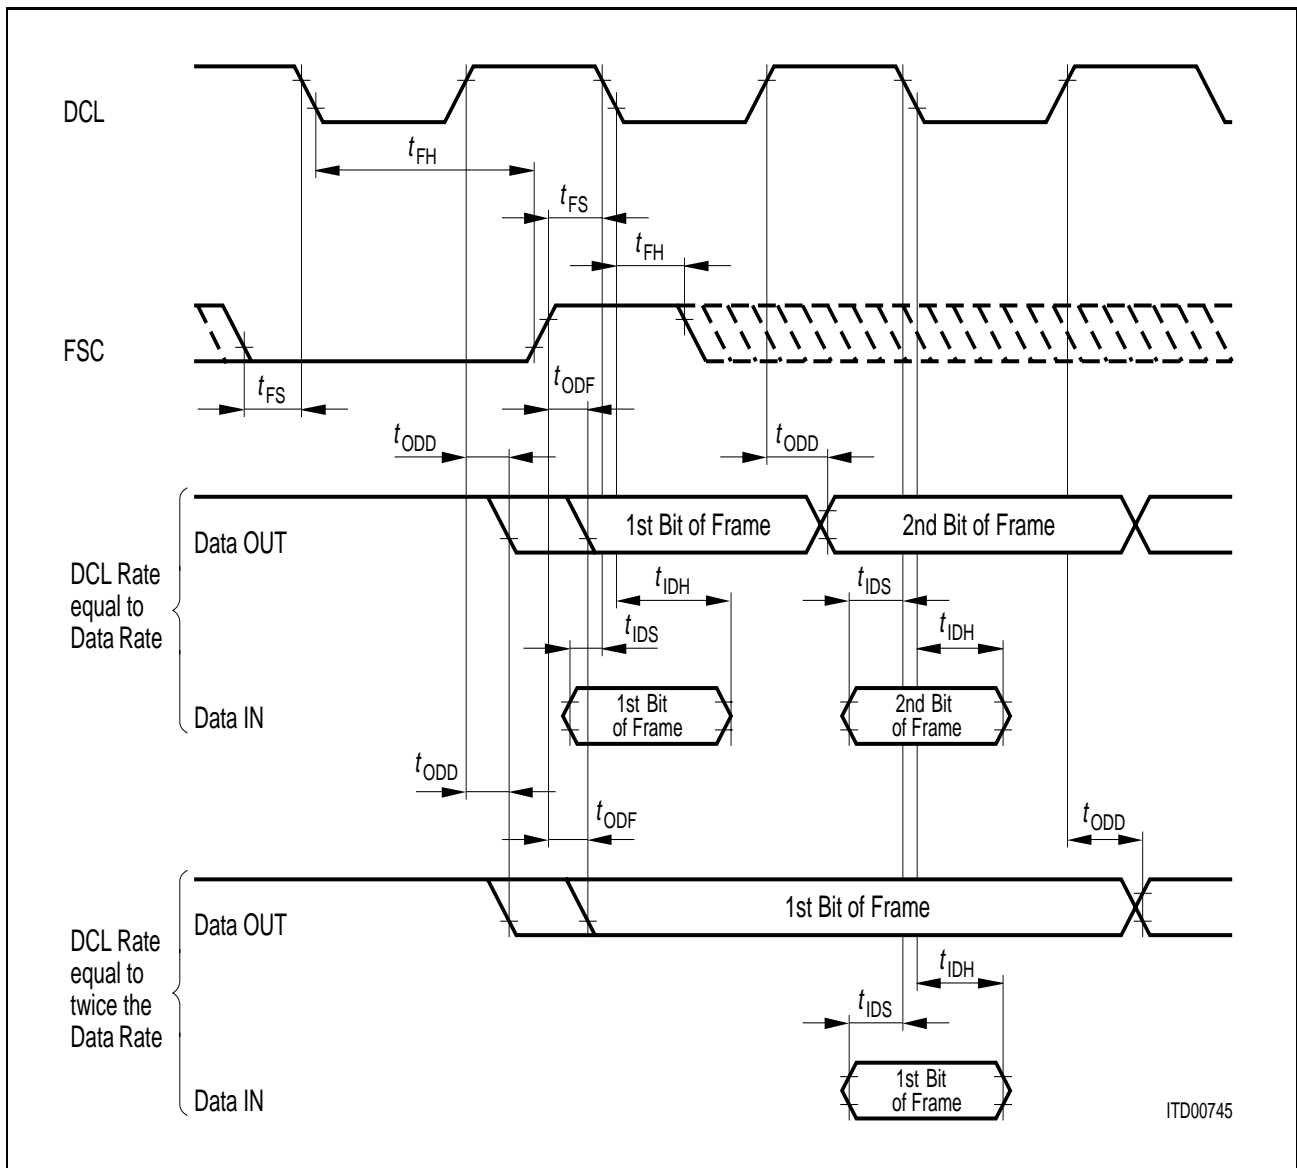 DCL
tFH
tFS
tFH
FSC
tFS
tODF
tODD
tODD
Data OUT
1st Bit of Frame
2nd Bit of Frame
DCL Rate
equal to
Data Rate
tIDH
tIDS
tIDS
tIDH
Data IN
1st Bit
of Frame
2nd Bit
of Frame
tODD
tODF
tODD
Data OUT
1st Bit of Frame
DCL Rate
equal to
twice the
Data Rate
tIDH
tIDS
Data IN
1st Bit
of Frame
ITD00745